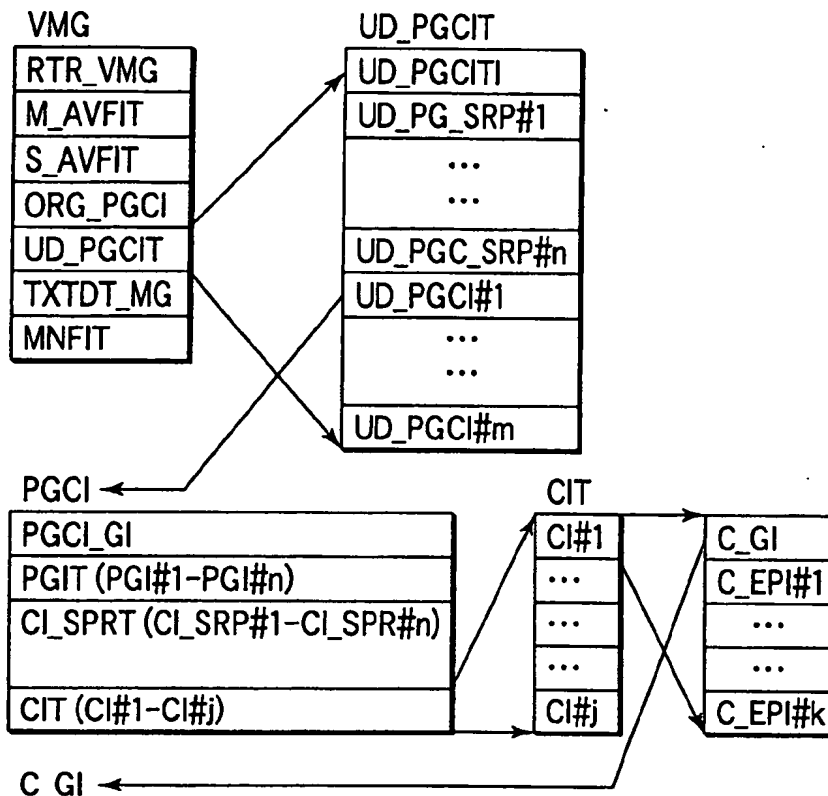 VMG
RTR_VMG
M_AVFIT
S_AVFIT
ORG_PGCI
UD_PGCIT
TXTDT_MG
MNFIT
UD_PGCIT
UD_PGCITI
UD_PG_SRP#1
...
...
UD_PGC_SRP#n
UD_PGCI#1
...
...
UD_PGCI#m
PGCI
PGCI_GI
PGIT (PGI#1-PGI#n)
CI_SPRT (CI_SRP#1-CI_SPR#n)
CIT (CI#1-CI#j)
CIT
CI#1
...
...
...
CI#j
C_GI
C_EPI#1
...
...
C_EPI#k
C GI